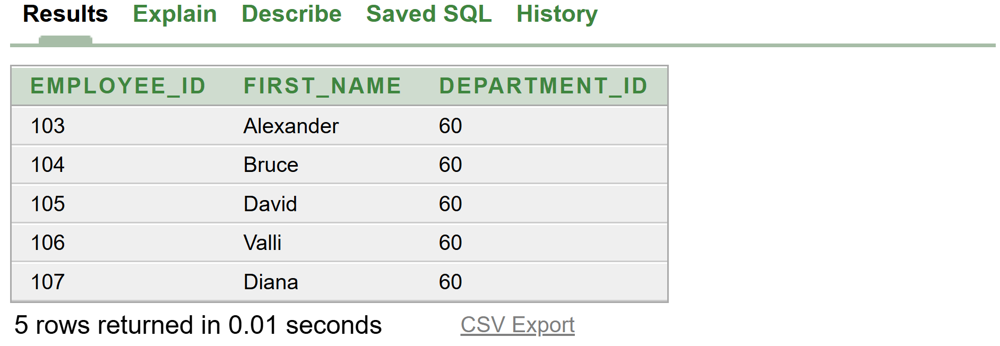 Results Explain Describe Saved SQL History
EMPLOYEE_ID FIRST_NAME DEPARTMENT_ID
103 Alexander 60
104 Bruce 60
105 David 60
106 Valli 60
107 Diana 60
5 rows returned in 0.01 seconds CSV Export